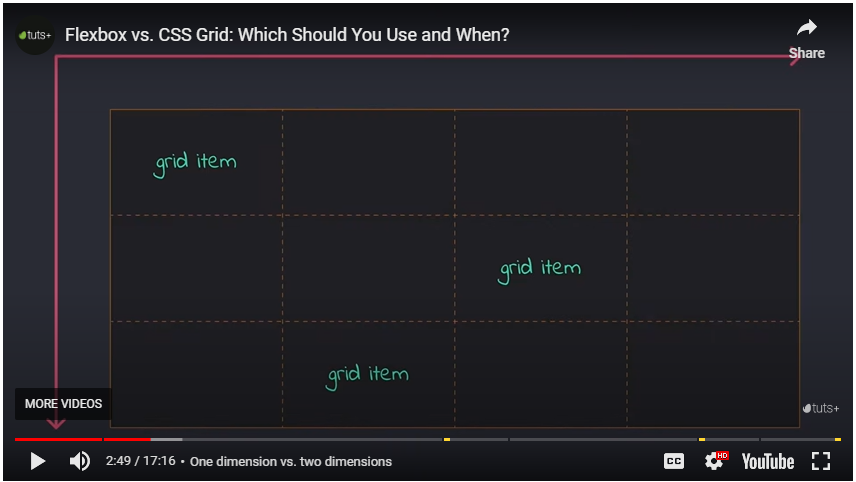 tuts+
Flexbox vs. CSS Grid: Which Should You Use and When?
Share
grid item
grid item
grid item
MORE VIDEOS
tuts+
2:49 / 17:16 • One dimension vs. two dimensions
CC
HD
YouTube